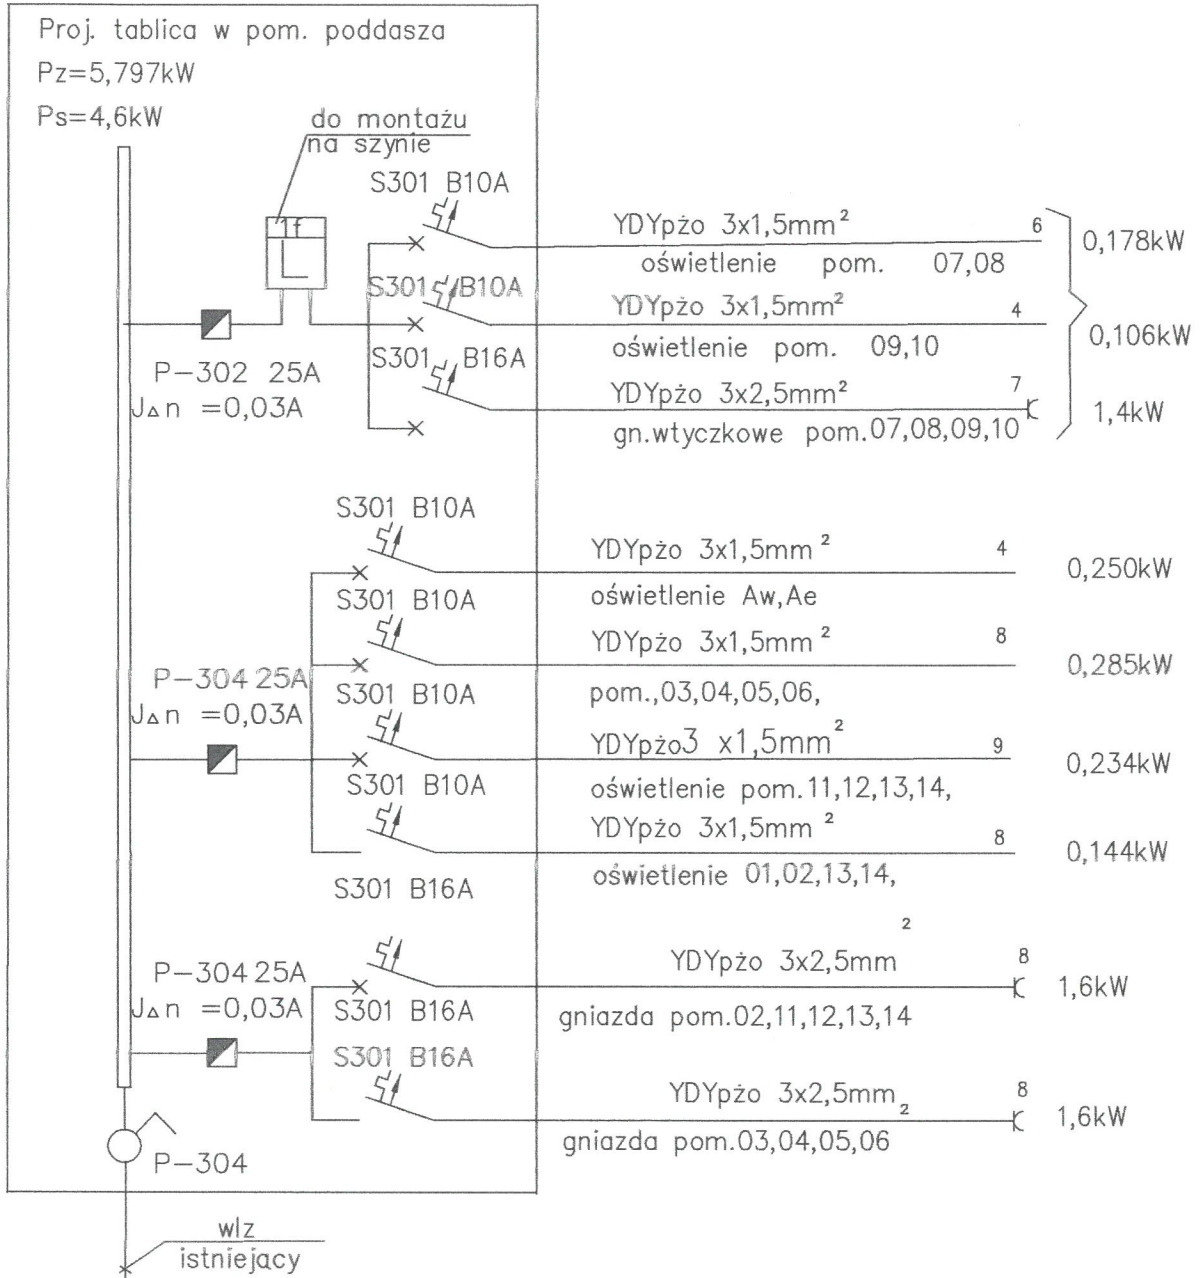 Proj. tablica w pom. poddasza
Pz=5,797kW
Ps=4,6kW
do montażu
na szynie
1f
S301 B10A
YDYpżo 3x1,5mm²
6
0,178kW
oświetlenie pom. 07,08
S301 B10A
YDYpżo 3x1,5mm²
4
0,106kW
oświetlenie pom. 09,10
S301 B16A
YDYpżo 3x2,5mm²
7
1,4kW
gn.wtyczkowe pom.07,08,09,10
P-302 25A
J△n =0,03A
S301 B10A
YDYpżo 3x1,5mm²
4
0,250kW
oświetlenie Aw,Ae
S301 B10A
YDYpżo 3x1,5mm²
8
0,285kW
pom.,03,04,05,06,
P-304 25A
J△n =0,03A
S301 B10A
YDYpżo3 x1,5mm²
9
0,234kW
oświetlenie pom.11,12,13,14,
S301 B10A
YDYpżo 3x1,5mm²
8
0,144kW
oświetlenie 01,02,13,14,
S301 B16A
YDYpżo 3x2,5mm²
8
1,6kW
gniazda pom.02,11,12,13,14
P-304 25A
J△n =0,03A
S301 B16A
S301 B16A
YDYpżo 3x2,5mm²
8
1,6kW
gniazda pom.03,04,05,06
P-304
wlz
istniejący